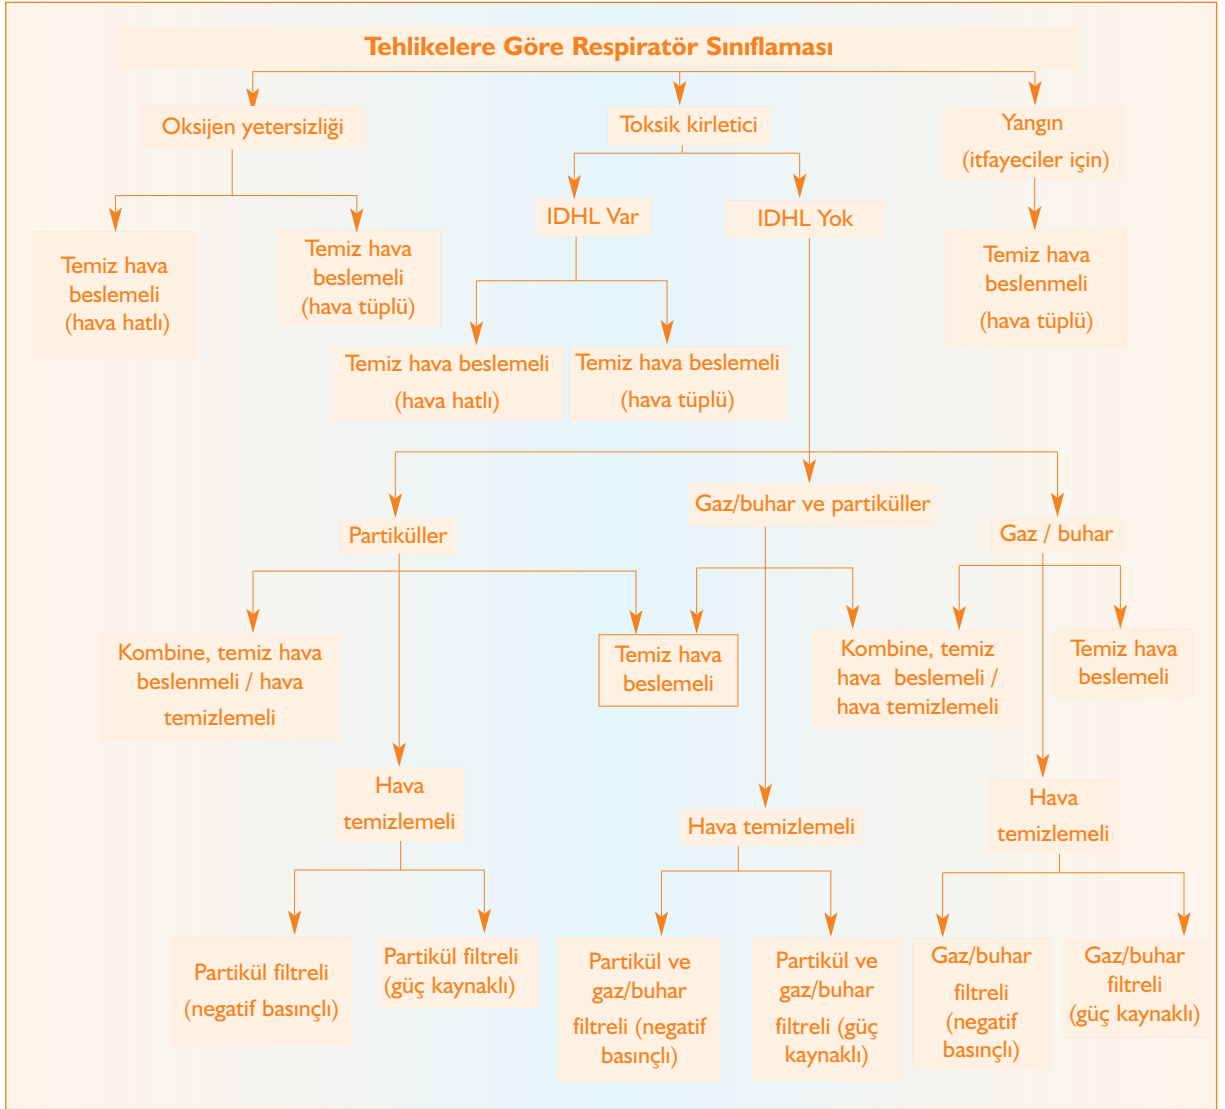 Tehlikelere Göre Respiratör Sınıflaması
Oksijen yetersizliği
Toksik kirletici
Yangın
(itfayeciler için)
IDHL Var
IDHL Yok
Temiz hava
beslemeli
(hava hatlı)
Temiz hava
beslemeli
(hava tüplü)
Temiz hava
beslenmeli
(hava tüplü)
Temiz hava beslemeli
(hava hatlı)
Temiz hava beslemeli
(hava tüplü)
Partiküller
Gaz/buhar ve partiküller
Gaz / buhar
Kombine, temiz hava
beslenmeli / hava
temizlemeli
Temiz hava
beslemeli
Kombine, temiz
hava beslemeli /
hava temizlemeli
Temiz hava
beslemeli
Hava
temizlemeli
Hava temizlemeli
Hava
temizlemeli
Partikül filtreli
(negatif basınçlı)
Partikül filtreli
(güç kaynaklı)
Partikül ve
gaz/buhar
filtreli (negatif
basınçlı)
Partikül ve
gaz/buhar
filtreli (güç
kaynaklı)
Gaz/buhar
filtreli
(negatif
basınçlı)
Gaz/buhar
filtreli
(güç kaynaklı)